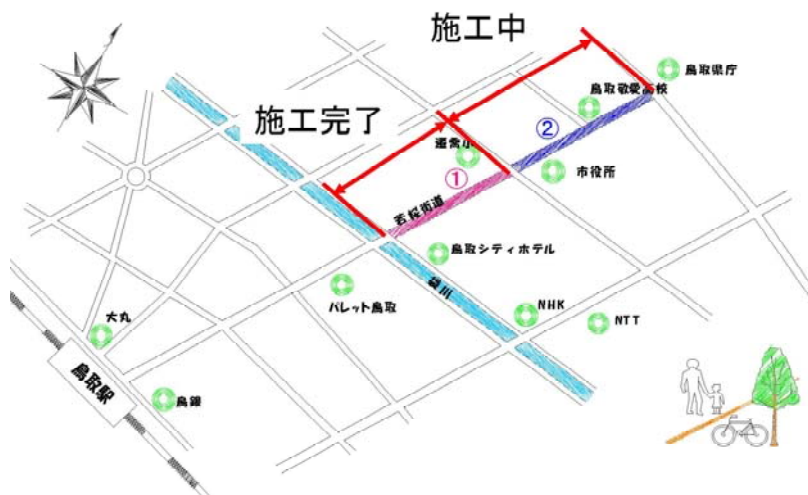 施工中
鳥取県庁
鳥取敬愛高校
施工完了
②
遷喬小
市役所
①
若桜街道
鳥取シティホテル
袋川
パレット鳥取
NHK
NTT
大丸
鳥取駅
鳥銀